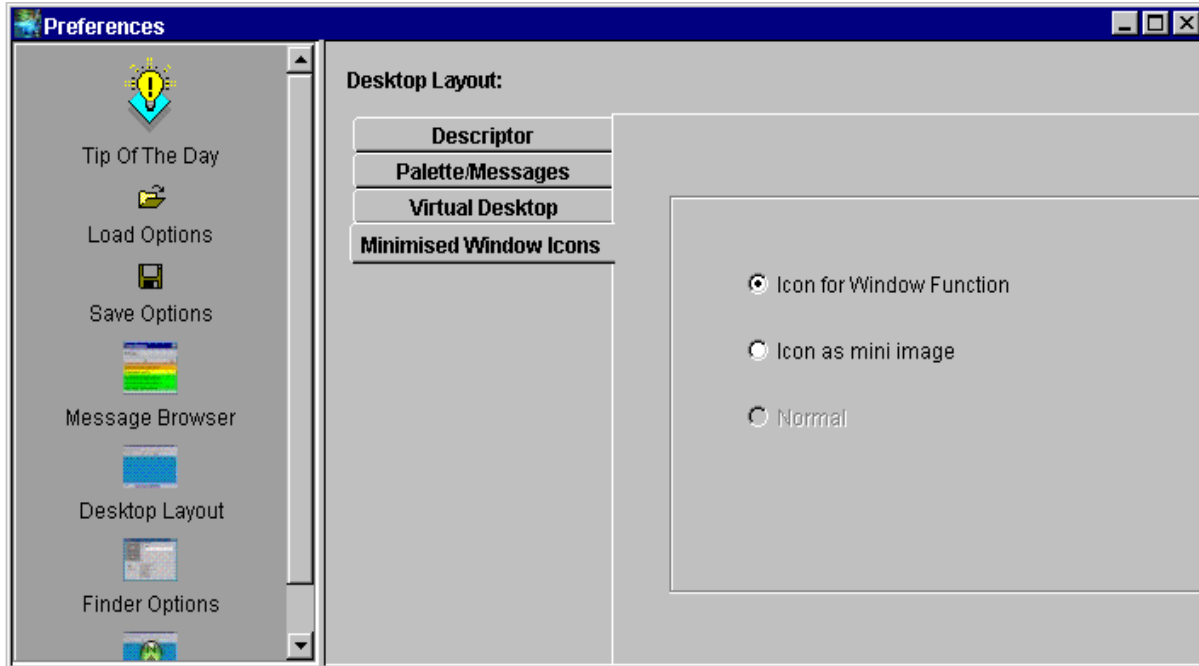 Preferences
Tip Of The Day
Load Options
Save Options
Message Browser
Desktop Layout
Finder Options
Desktop Layout:
Descriptor
Palette/Messages
Virtual Desktop
Minimised Window Icons
Icon for Window Function
Icon as mini image
Normal